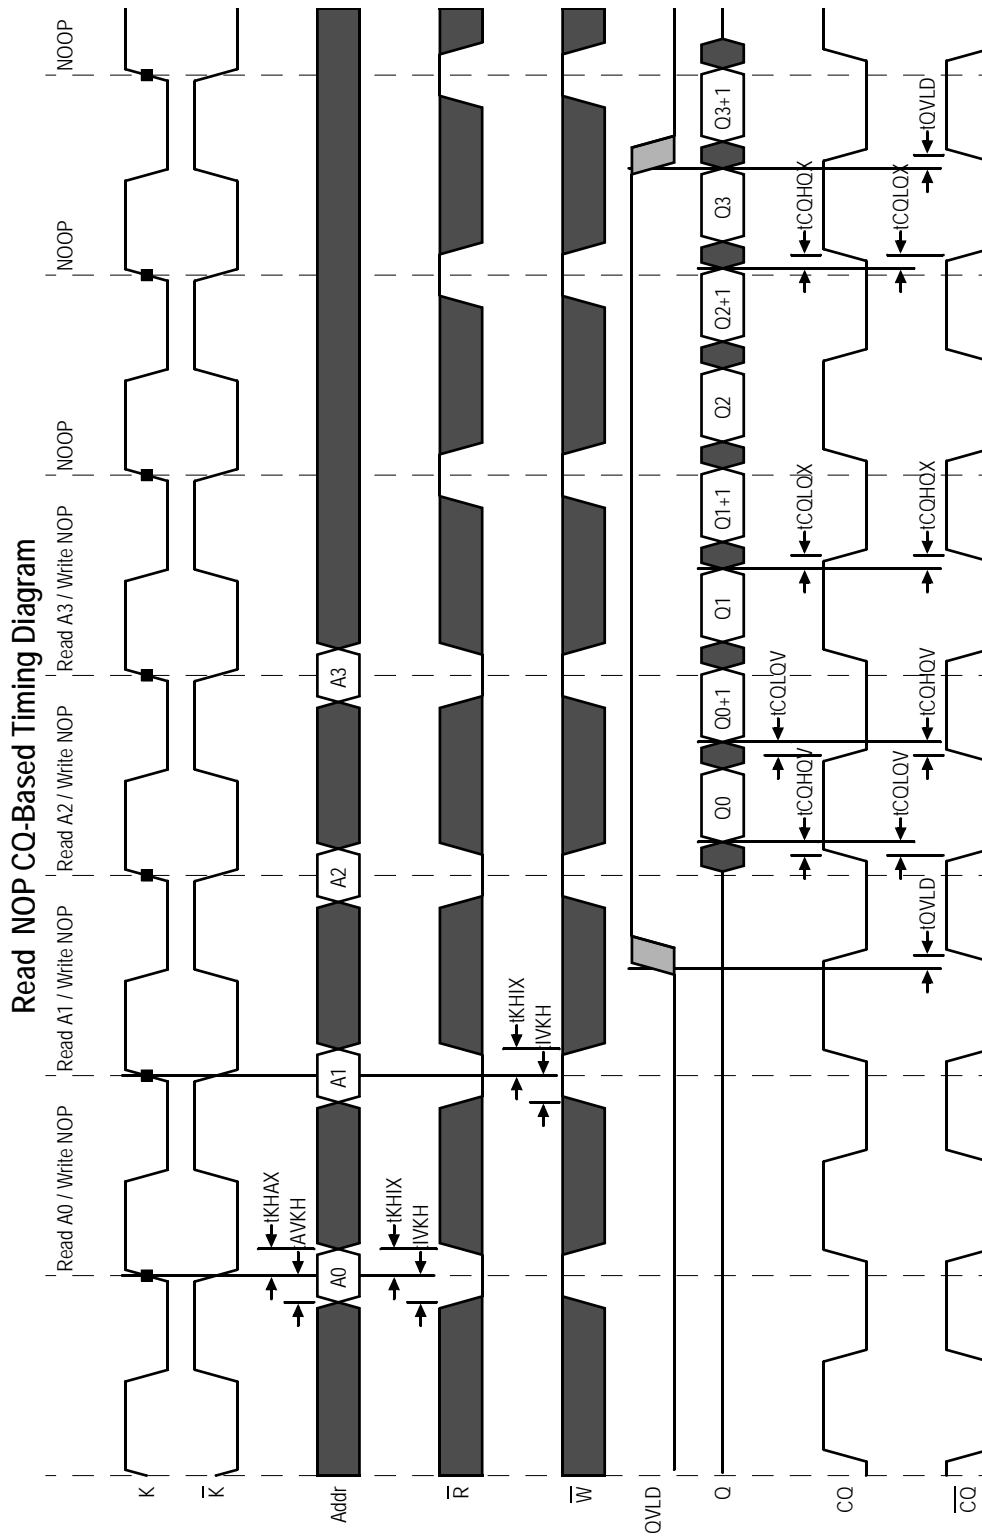 Read NOP CQ-Based Timing Diagram
Read A0 / Write NOP
Read A1 / Write NOP
Read A2 / Write NOP
Read A3 / Write NOP
NOOP
NOOP
NOOP
K
K
tKHAX
tAVKH
Addr
A0
A1
A2
A3
tKHIX
tIVKH
R
tKHIX
tIVKH
W
QVLD
Q
Q0
Q0+1
Q1
Q1+1
Q2
Q2+1
Q3
Q3+1
tCQLQV
tCQHQV
tCQLQX
tCQHQX
CQ
tCQLQV
tCQLQX
tQVLD
tCQHQV
tCQHQX
tQVLD
CQ